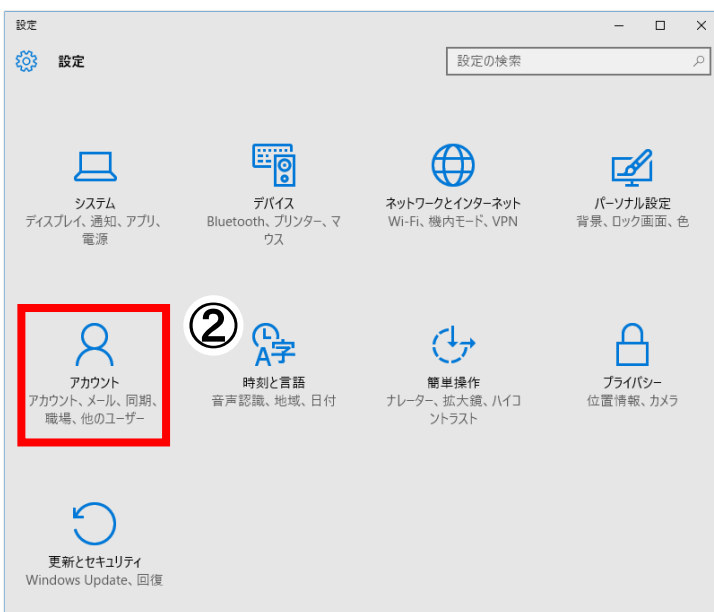 設定
設定
設定の検索
システム
ディスプレイ、通知、アプリ、
電源
デバイス
Bluetooth、プリンター、マ
ウス
ネットワークとインターネット
Wi-Fi、機内モード、VPN
パーソナル設定
背景、ロック画面、色
アカウント
アカウント、メール、同期、
職場、他のユーザー
②
時刻と言語
音声認識、地域、日付
簡単操作
ナレーター、拡大鏡、ハイコ
ントラスト
プライバシー
位置情報、カメラ
更新とセキュリティ
Windows Update、回復